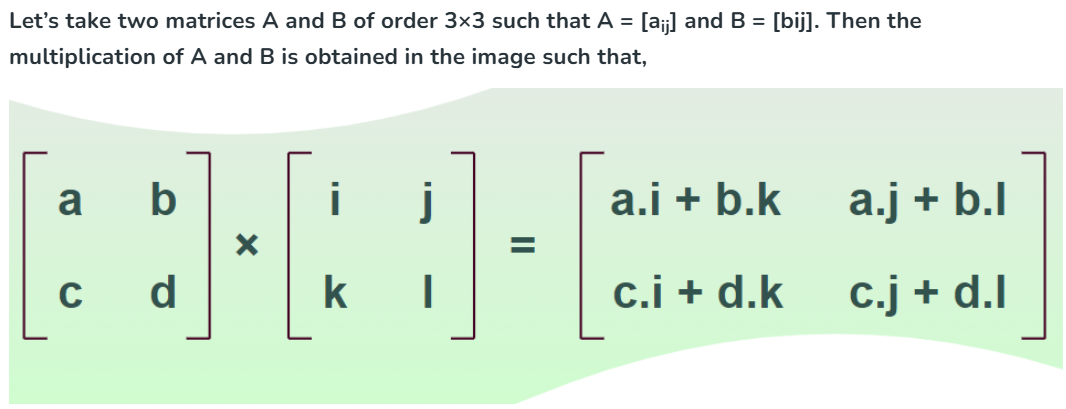 Let’s take two matrices A and B of order 3×3 such that A = [aij] and B = [bij]. Then the
multiplication of A and B is obtained in the image such that,
a b i j a.i + b.k a.j + b.l
× =
c d k l c.i + d.k c.j + d.l